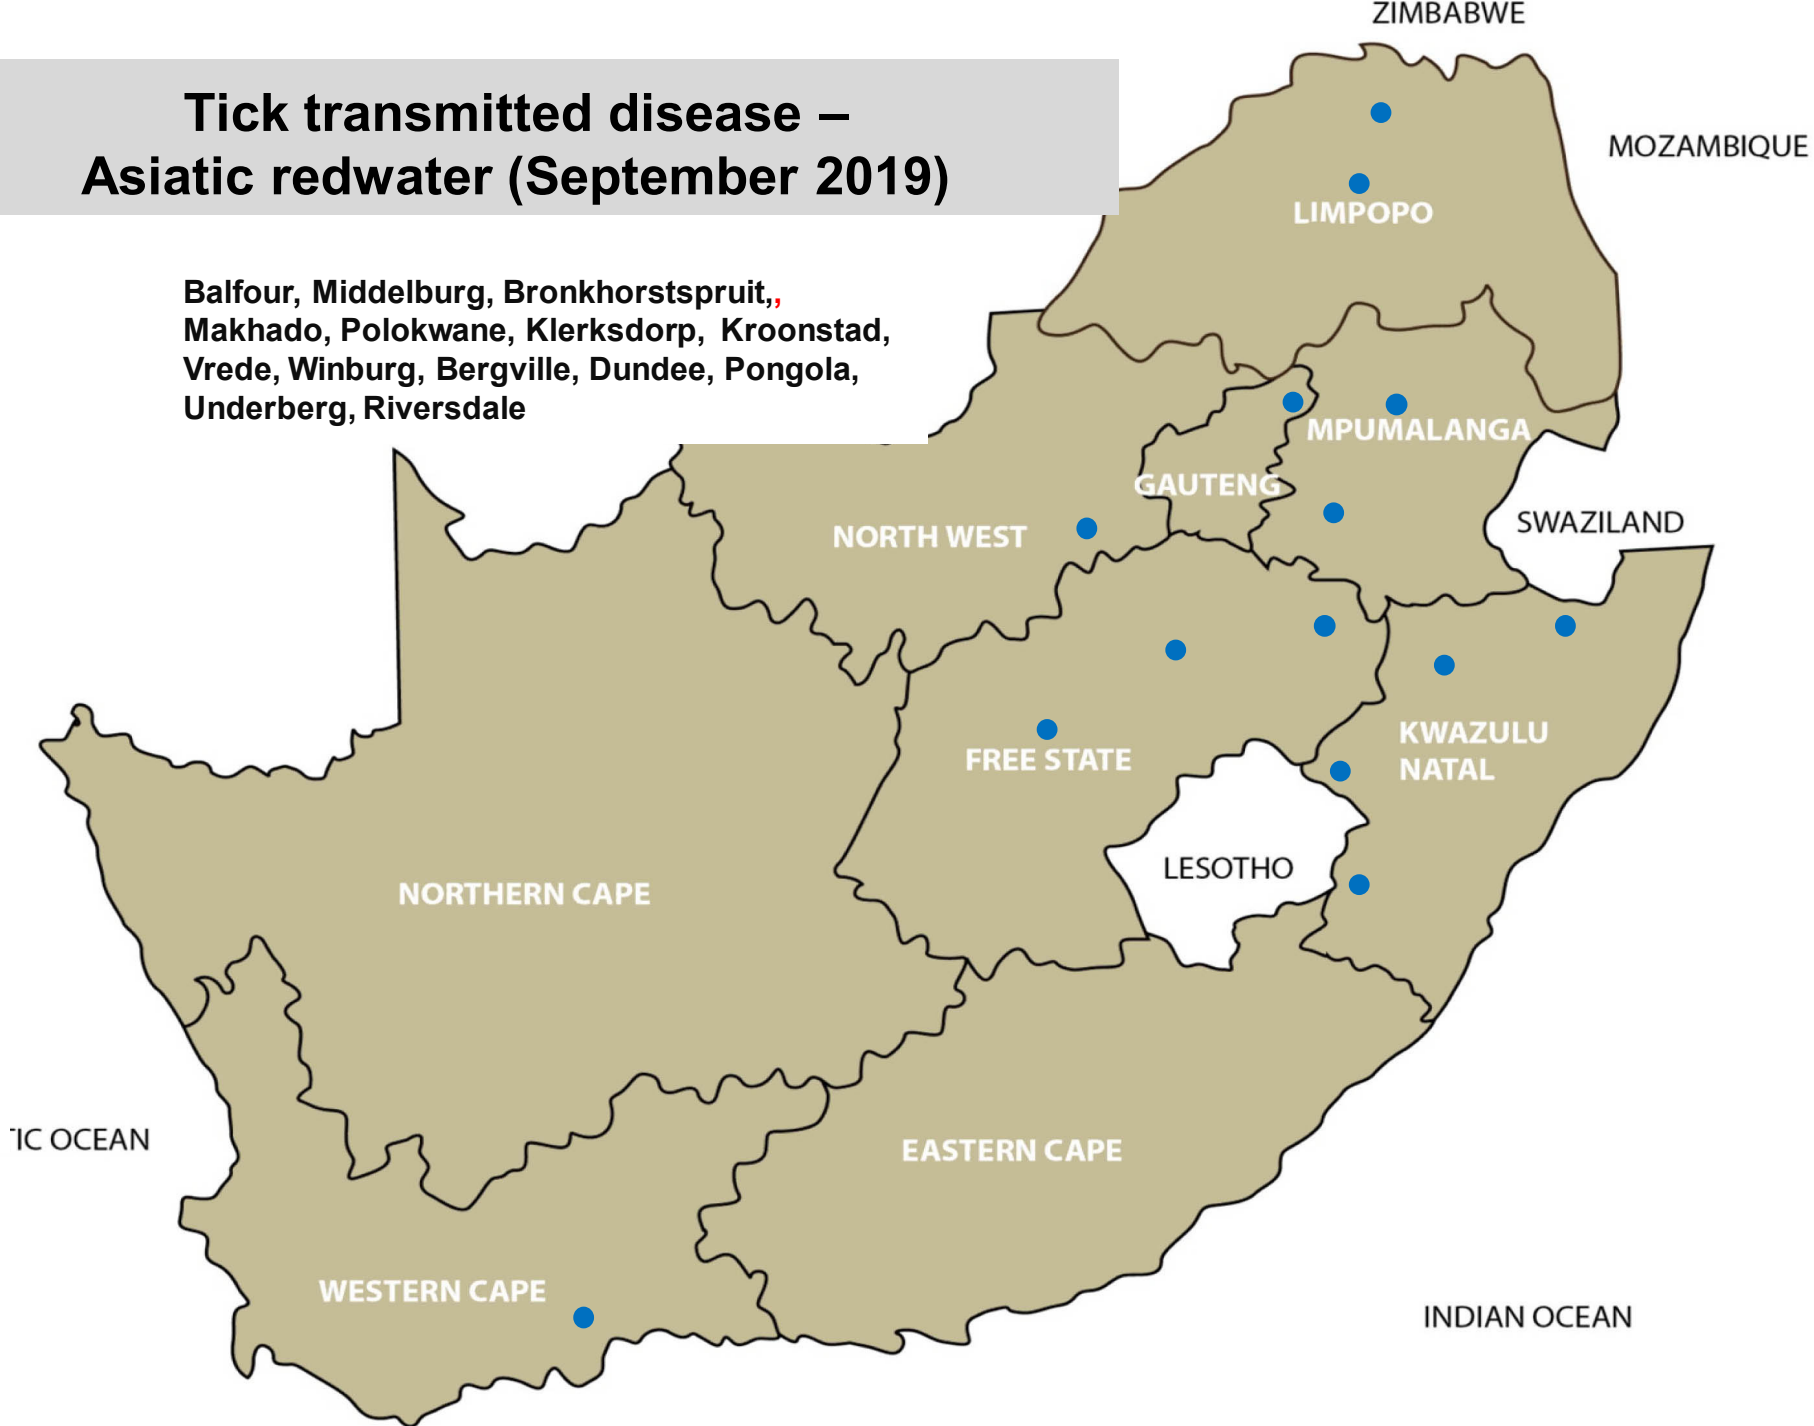 ZIMBABWE
Tick transmitted disease –
Asiatic redwater (September 2019)
MOZAMBIQUE
LIMPOPO
Balfour, Middelburg, Bronkhorstspruit,,
Makhado, Polokwane, Klerksdorp, Kroonstad,
Vrede, Winburg, Bergville, Dundee, Pongola,
Underberg, Riversdale
MPUMALANGA
GAUTENG
NORTH WEST
SWAZILAND
KWAZULU
NATAL
FREE STATE
LESOTHO
NORTHERN CAPE
TIC OCEAN
EASTERN CAPE
WESTERN CAPE
INDIAN OCEAN